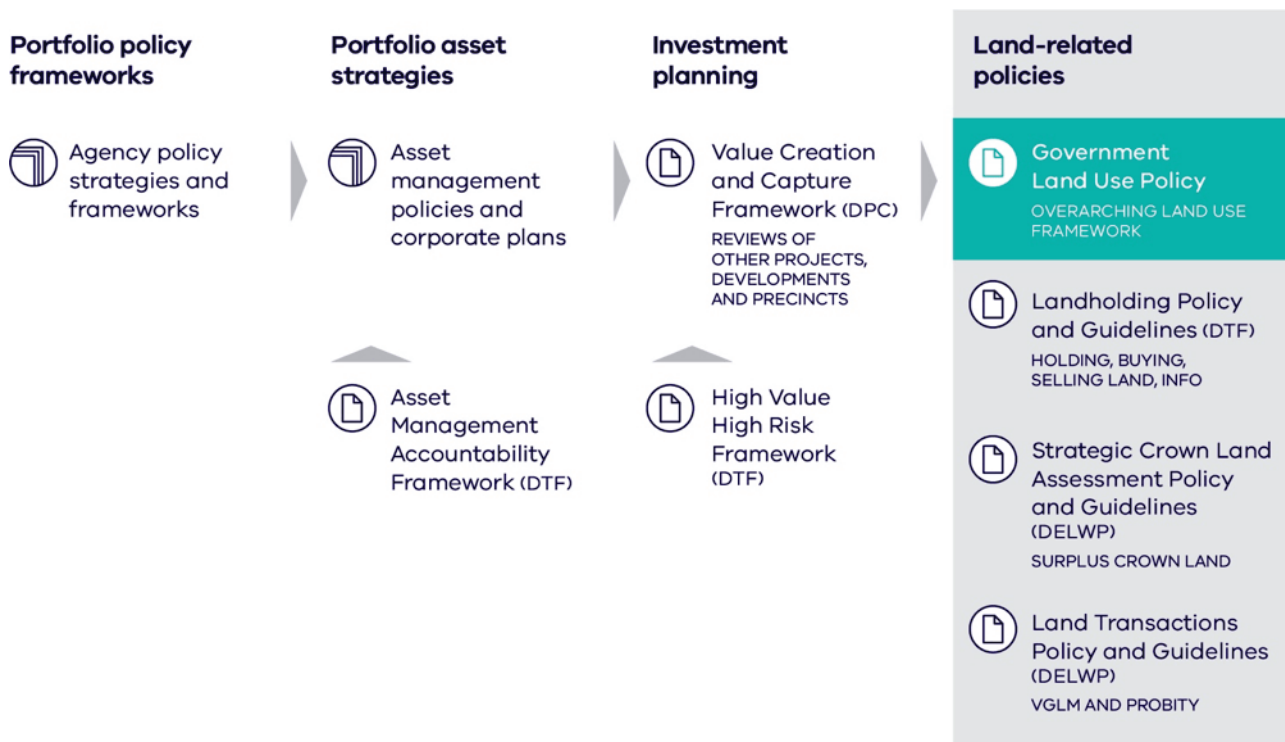 Portfolio policy
frameworks
Agency policy
strategies and
frameworks
Portfolio asset
strategies
Asset
management
policies and
corporate plans
Asset
Management
Accountability
Framework (DTF)
Investment
planning
Value Creation
and Capture
Framework (DPC)
REVIEWS OF
OTHER PROJECTS,
DEVELOPMENTS
AND PRECINCTS
High Value
High Risk
Framework
(DTF)
Land-related
policies
Government
Land Use Policy
OVERARCHING LAND USE
FRAMEWORK
Landholding Policy
and Guidelines (DTF)
HOLDING, BUYING,
SELLING LAND, INFO
Strategic Crown Land
Assessment Policy
and Guidelines
(DELWP)
SURPLUS CROWN LAND
Land Transactions
Policy and Guidelines
(DELWP)
VGLM AND PROBITY